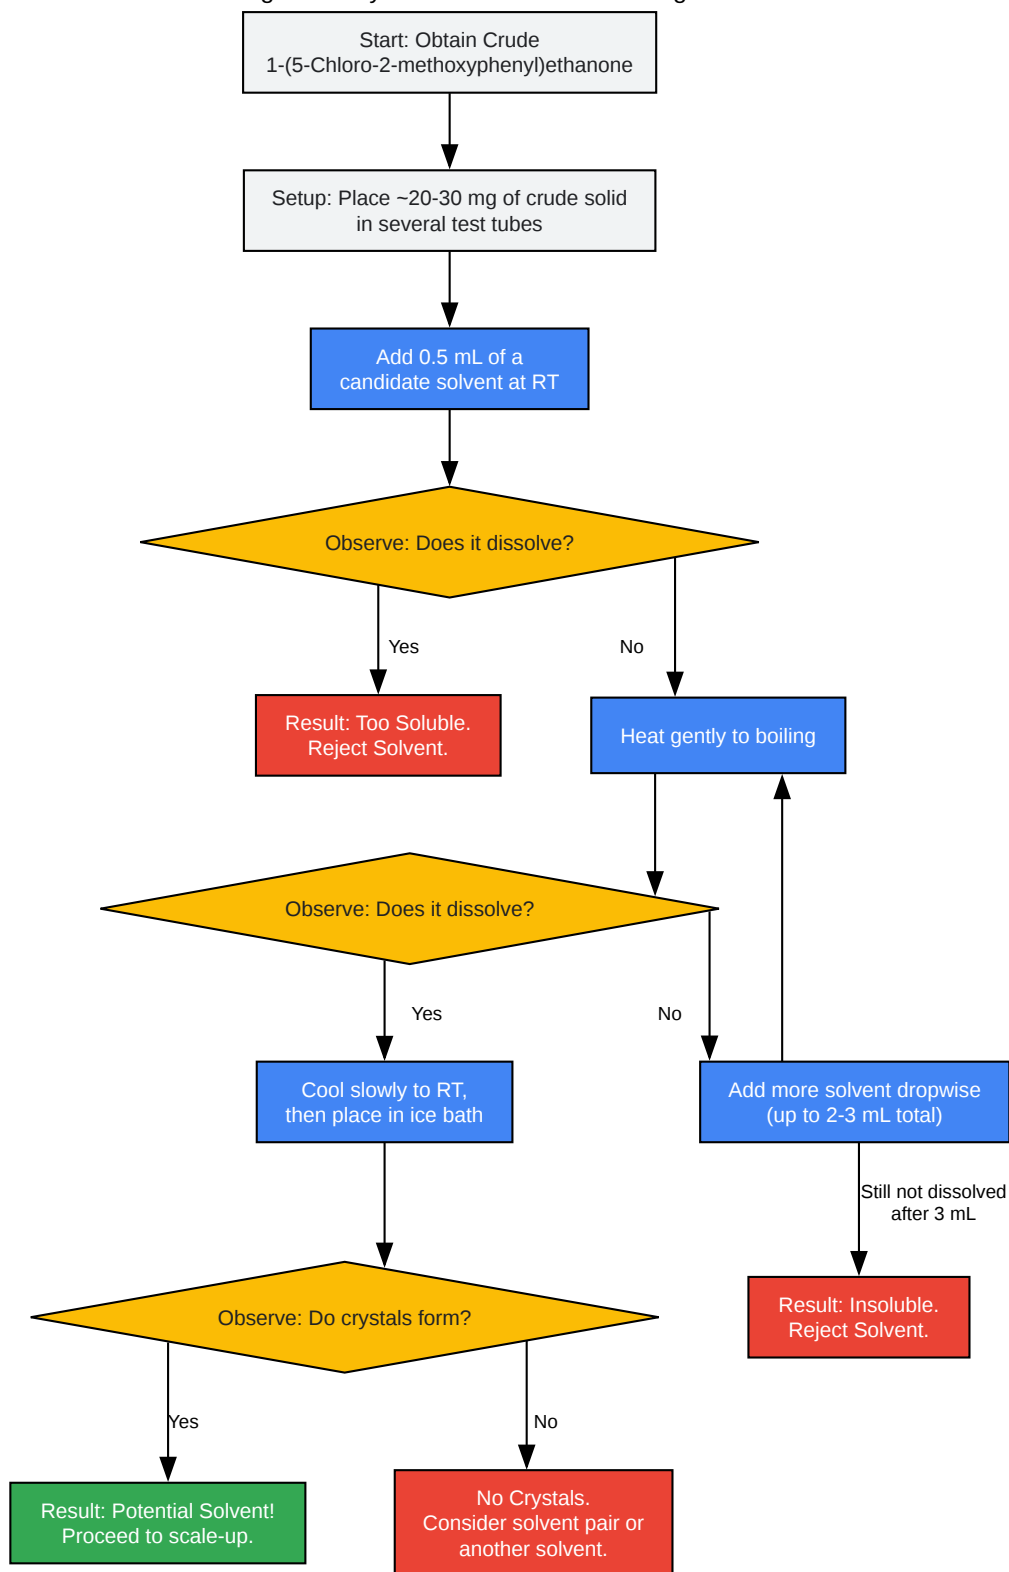 Start: Obtain Crude
1-(5-Chloro-2-methoxyphenyl)ethanone
Setup: Place ~20-30 mg of crude solid
in several test tubes
Add 0.5 mL of a
candidate solvent at RT
Observe: Does it dissolve?
Yes
No
Result: Too Soluble.
Reject Solvent.
Heat gently to boiling
Observe: Does it dissolve?
Yes
No
Cool slowly to RT,
then place in ice bath
Add more solvent dropwise
(up to 2-3 mL total)
Still not dissolved
after 3 mL
Observe: Do crystals form?
Result: Insoluble.
Reject Solvent.
Yes
No
Result: Potential Solvent!
Proceed to scale-up.
No Crystals.
Consider solvent pair or
another solvent.